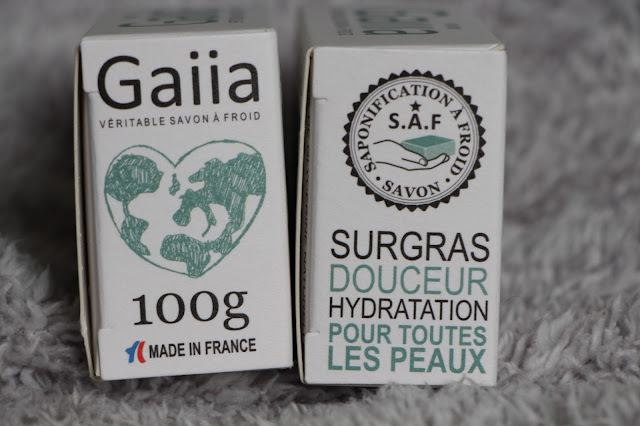 Gaiia
VÉRITABLE SAVON À FROID
100g
MADE IN FRANCE
SAPONIFICATION À FROID
S.A.F
SAVON
SURGRAS
DOUCEUR
HYDRATATION
POUR TOUTES
LES PEAUX